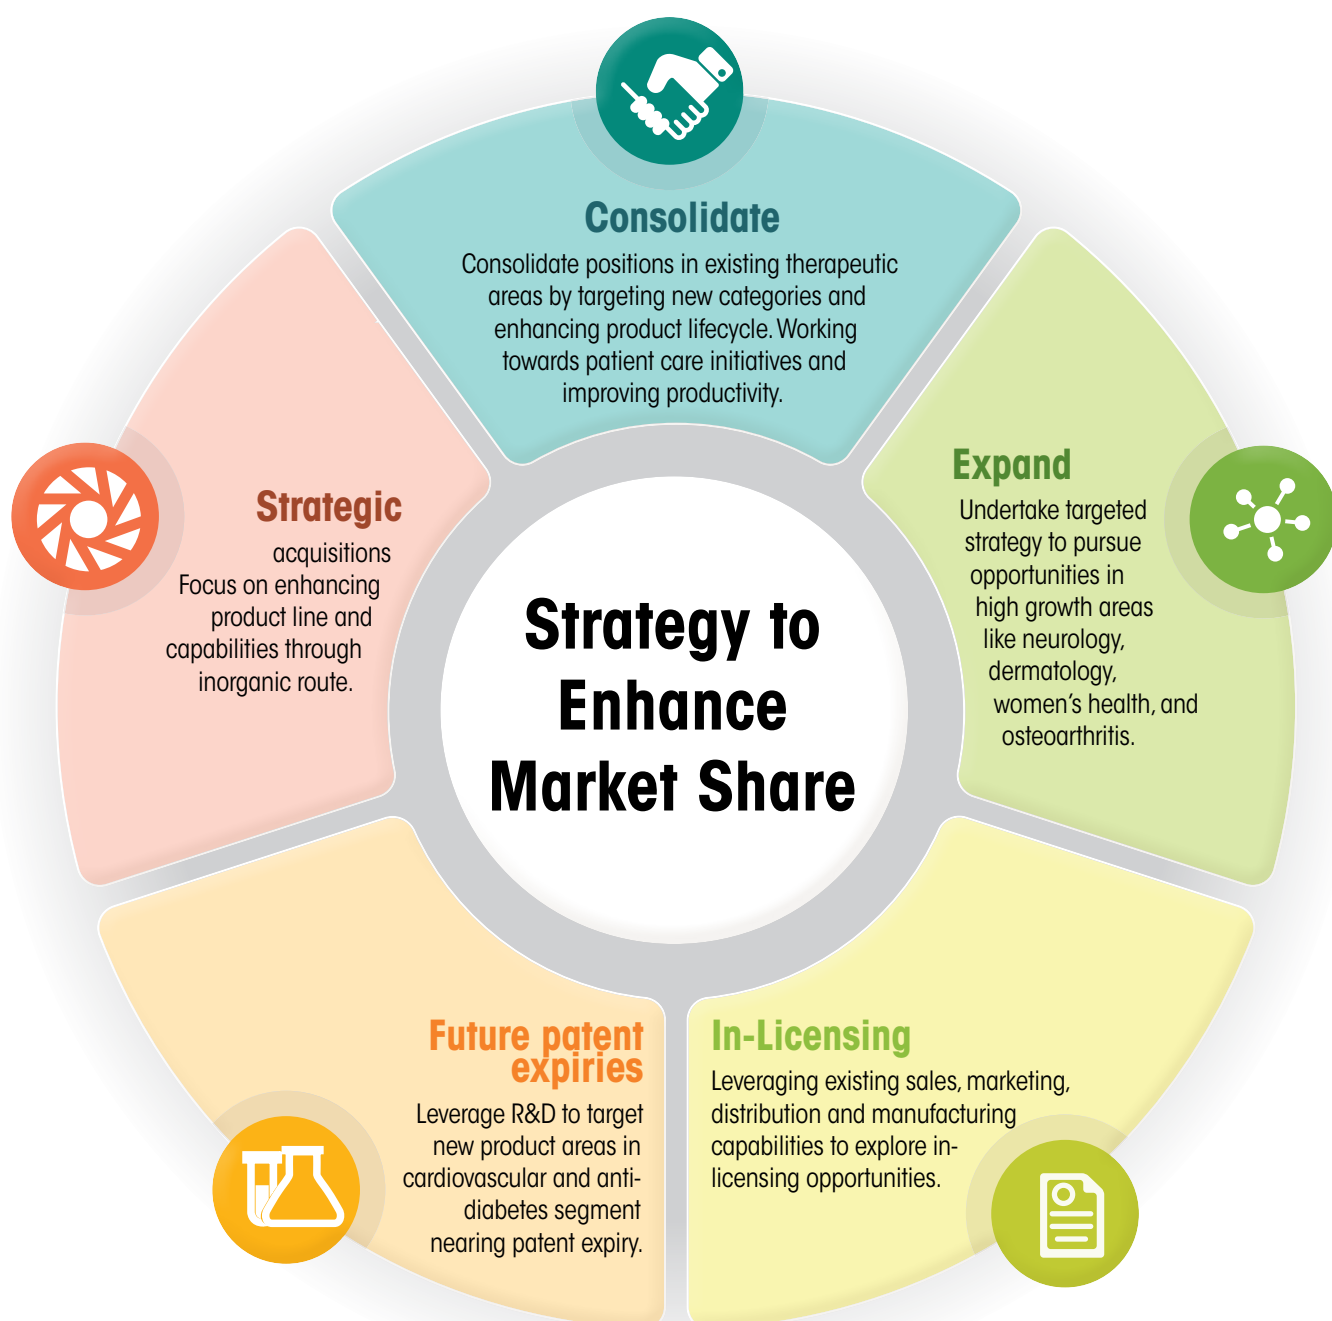 Consolidate
Consolidate positions in existing therapeutic
areas by targeting new categories and
enhancing product lifecycle. Working
towards patient care initiatives and
improving productivity.
Expand
Undertake targeted
strategy to pursue
opportunities in
high growth areas
like neurology,
dermatology,
women's health, and
osteoarthritis.
Strategic
acquisitions
Focus on enhancing
product line and
capabilities through
inorganic route.
Strategy to
Enhance
Market Share
Future patent
expiries
Leverage R&D to target
new product areas in
cardiovascular and anti-
diabetes segment
nearing patent expiry.
In-Licensing
Leveraging existing sales, marketing,
distribution and manufacturing
capabilities to explore in-
licensing opportunities.